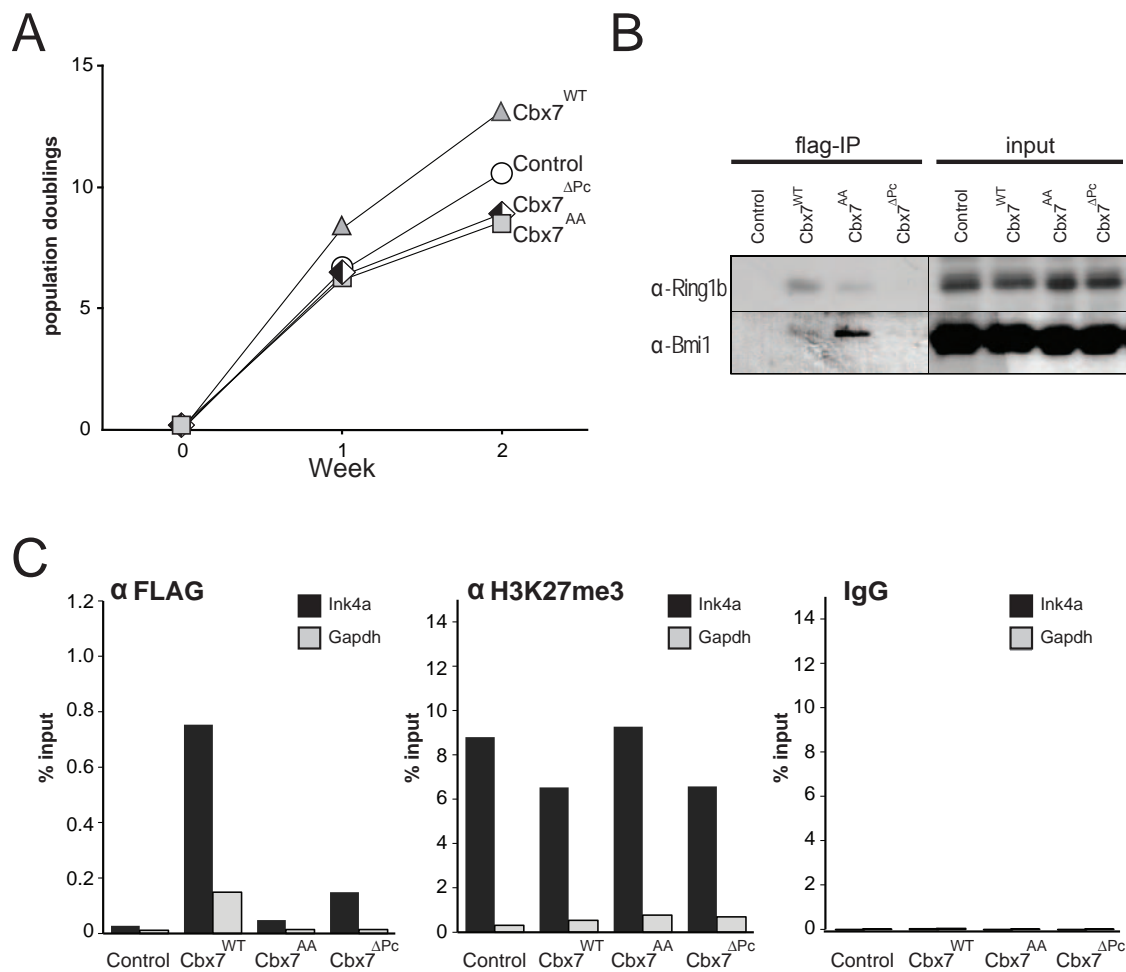 A
15
10
5
0
population doublings
0
1
2
Week
Cbx7WT
Control
Cbx7ΔPc
Cbx7AA
B
flag-IP
input
Control
Cbx7WT
Cbx7AA
Cbx7ΔPc
Control
Cbx7WT
Cbx7AA
Cbx7ΔPc
α-Ring1b
α-Bmi1
C
α FLAG
Ink4a
Gapdh
1.2
1.0
0.8
0.6
0.4
0.2
0
% input
Control Cbx7WT Cbx7AA Cbx7ΔPc
α H3K27me3
Ink4a
Gapdh
14
12
10
8
6
4
2
0
% input
Control Cbx7WT Cbx7AA Cbx7ΔPc
IgG
Ink4a
Gapdh
14
12
10
8
6
4
2
0
% input
Control Cbx7WT Cbx7AA Cbx7ΔPc